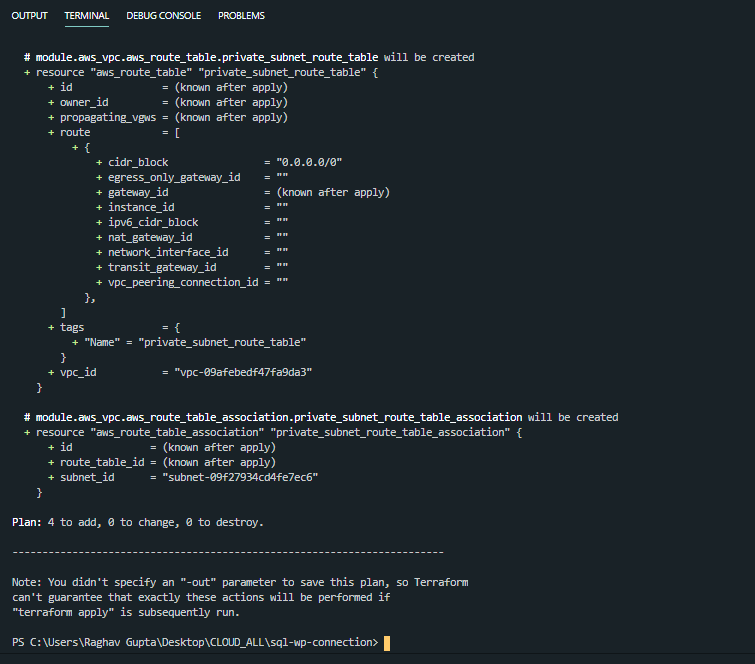 OUTPUT TERMINAL DEBUG CONSOLE PROBLEMS
# module.aws_vpc.aws_route_table.private_subnet_route_table will be created
+ resource "aws_route_table" "private_subnet_route_table" {
+ id = (known after apply)
+ owner_id = (known after apply)
+ propagating_vgws = (known after apply)
+ route = [
+ {
+ cidr_block = "0.0.0.0/0"
+ egress_only_gateway_id = ""
+ gateway_id = (known after apply)
+ instance_id = ""
+ ipv6_cidr_block = ""
+ nat_gateway_id = ""
+ network_interface_id = ""
+ transit_gateway_id = ""
+ vpc_peering_connection_id = ""
},
]
+ tags = {
+ "Name" = "private_subnet_route_table"
}
+ vpc_id = "vpc-09afebedf47fa9da3"
}
# module.aws_vpc.aws_route_table_association.private_subnet_route_table_association will be created
+ resource "aws_route_table_association" "private_subnet_route_table_association" {
+ id = (known after apply)
+ route_table_id = (known after apply)
+ subnet_id = "subnet-09f27934cd4fe7ec6"
}
Plan: 4 to add, 0 to change, 0 to destroy.
------------------------------------------------------------------------
Note: You didn't specify an "-out" parameter to save this plan, so Terraform
can't guarantee that exactly these actions will be performed if
"terraform apply" is subsequently run.
PS C:\Users\Raghav Gupta\Desktop\CLOUD_ALL\sql-wp-connection>